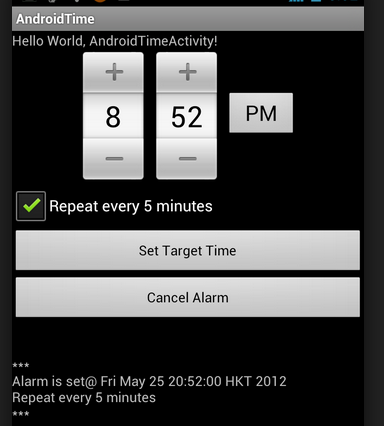 AndroidTime
Hello World, AndroidTimeActivity!
+ +
8 52 PM
− −
Repeat every 5 minutes
Set Target Time
Cancel Alarm
***
Alarm is set@ Fri May 25 20:52:00 HKT 2012
Repeat every 5 minutes
***